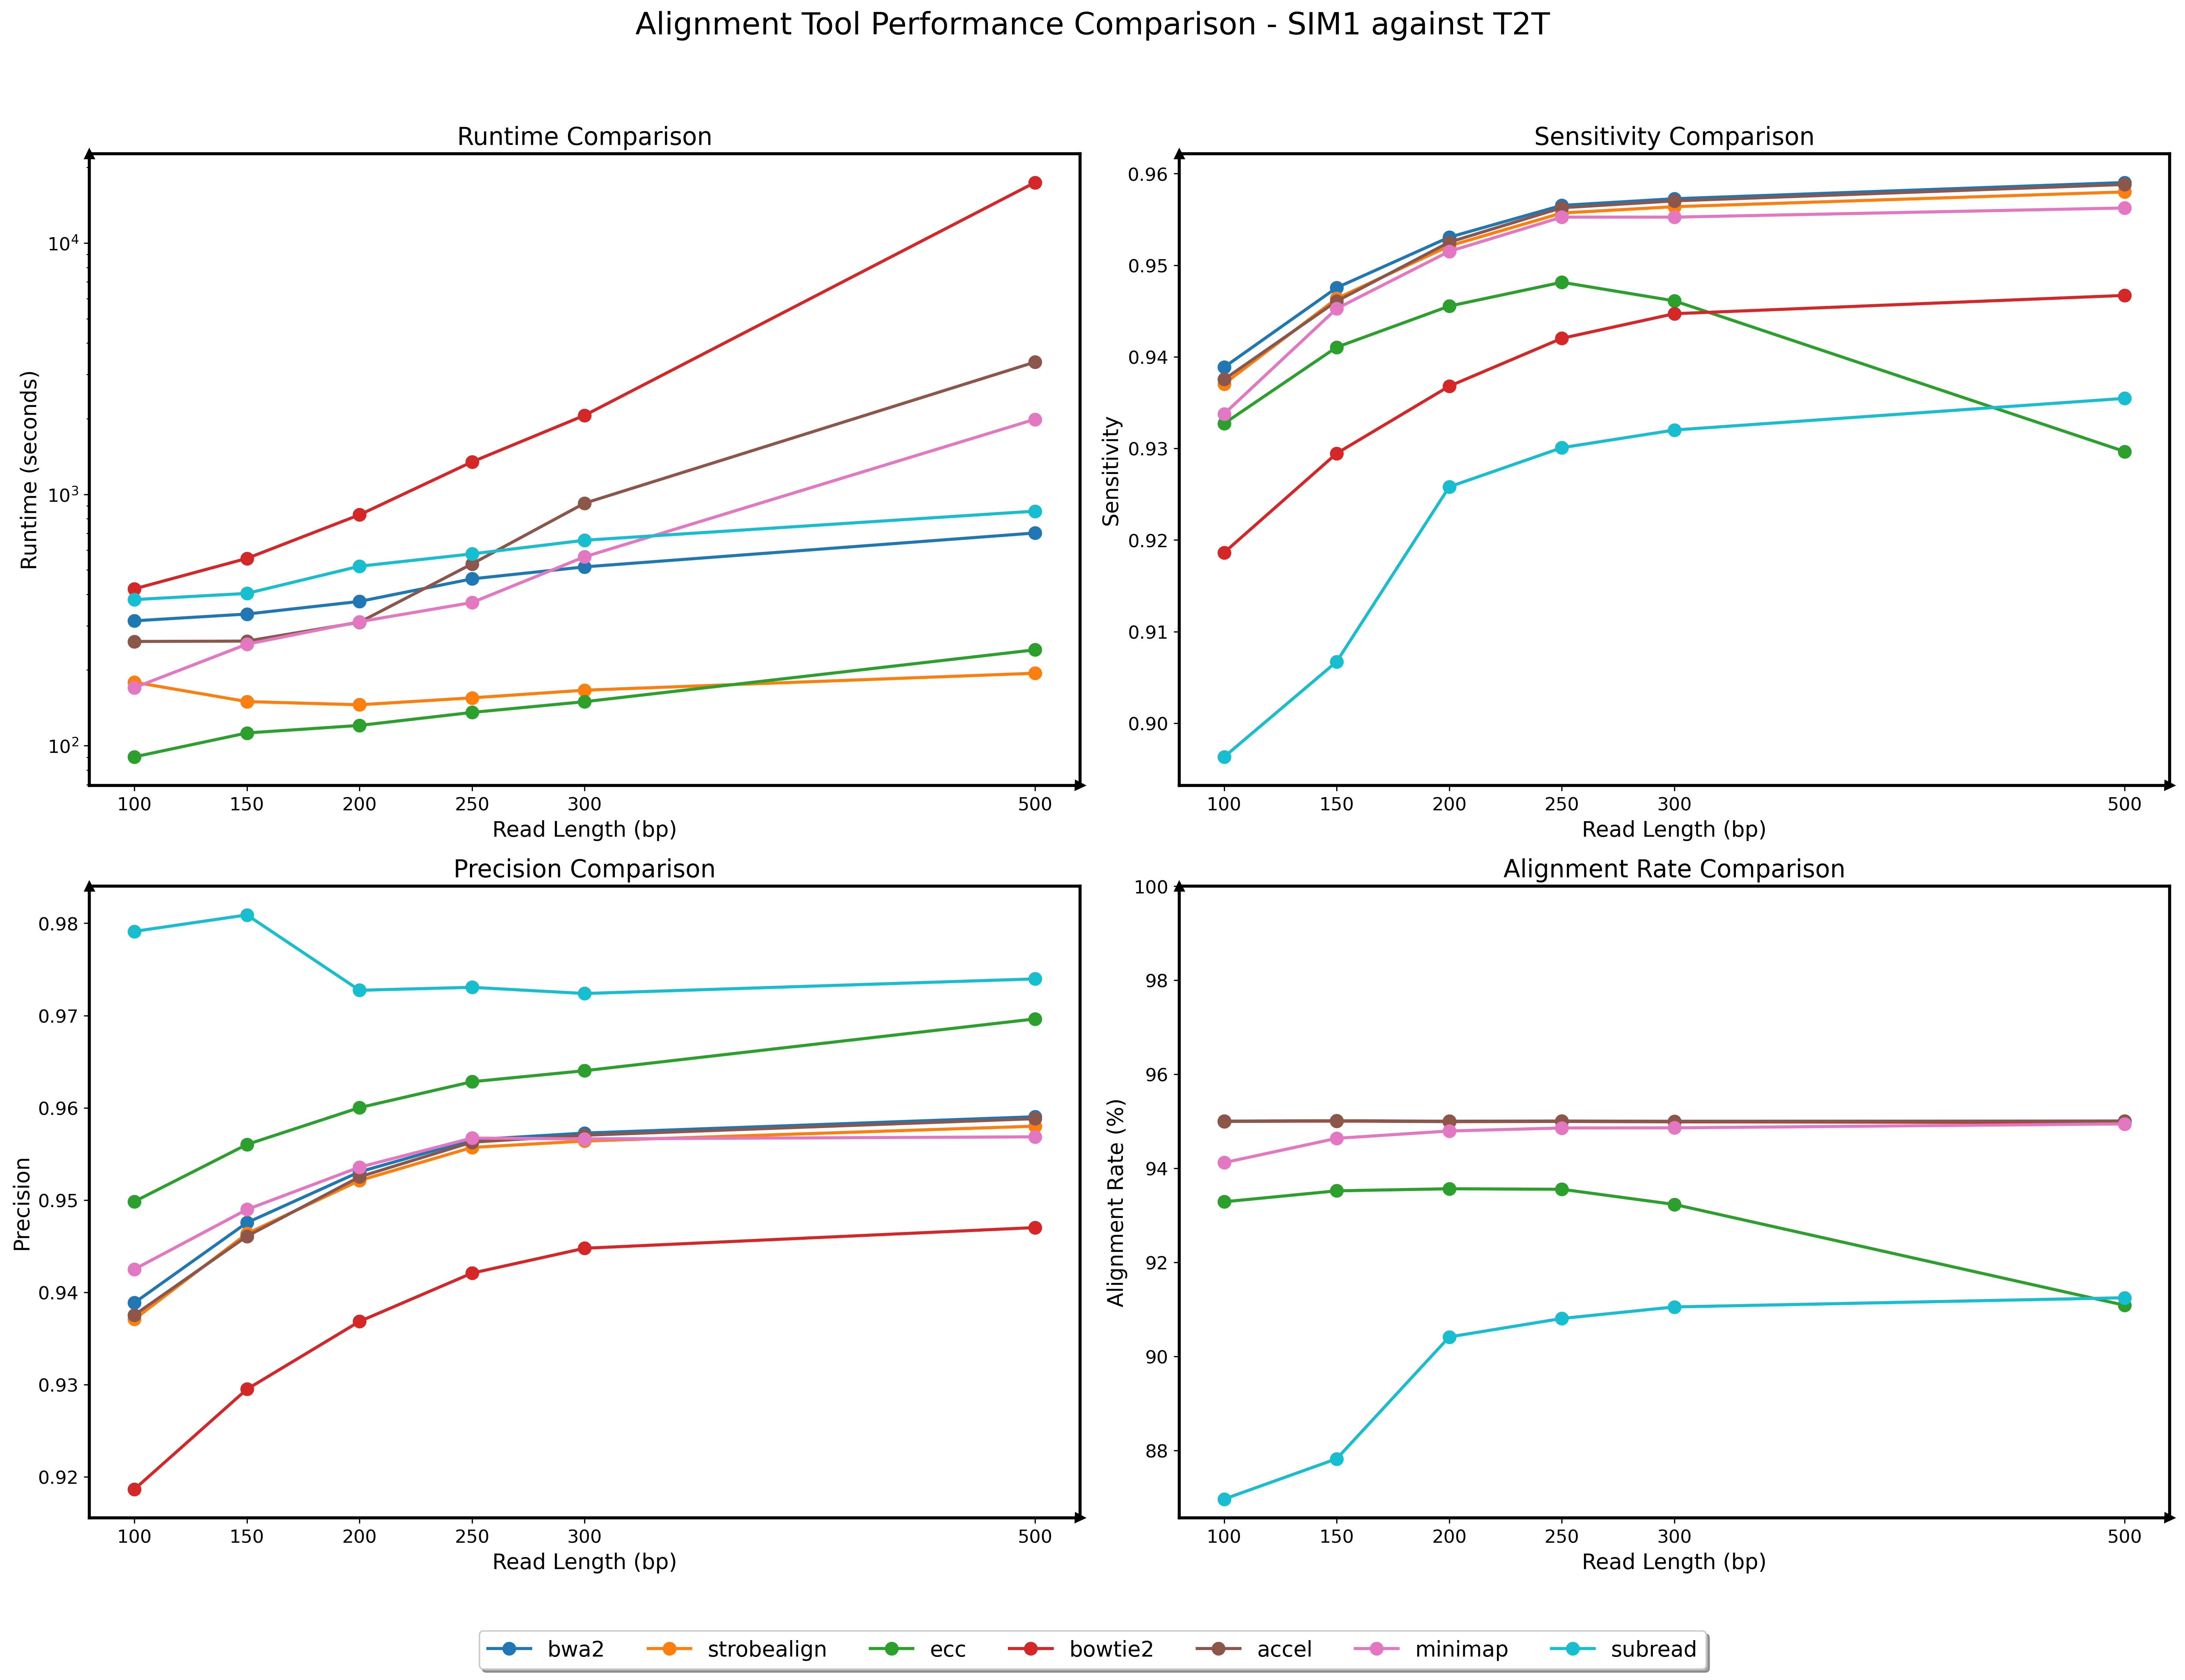 Alignment Tool Performance Comparison - SIM1 against T2T
Runtime Comparison
Runtime (seconds)
10^4
10^3
10^2
100 150 200 250 300 500
Read Length (bp)
Sensitivity Comparison
Sensitivity
0.96
0.95
0.94
0.93
0.92
0.91
0.90
100 150 200 250 300 500
Read Length (bp)
Precision Comparison
Precision
0.98
0.97
0.96
0.95
0.94
0.93
0.92
100 150 200 250 300 500
Read Length (bp)
Alignment Rate Comparison
Alignment Rate (%)
100
98
96
94
92
90
88
100 150 200 250 300 500
Read Length (bp)
bwa2 strobealign ecc bowtie2 accel minimap subread